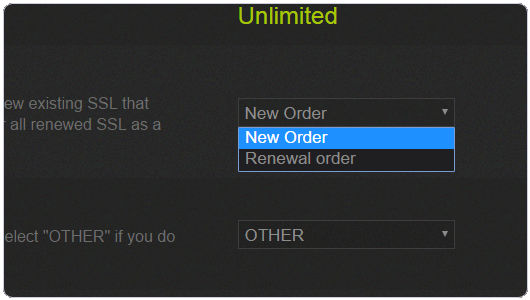 Unlimited
ew existing SSL that
New Order
all renewed SSL as a
New Order
Renewal order
elect "OTHER" if you do
OTHER